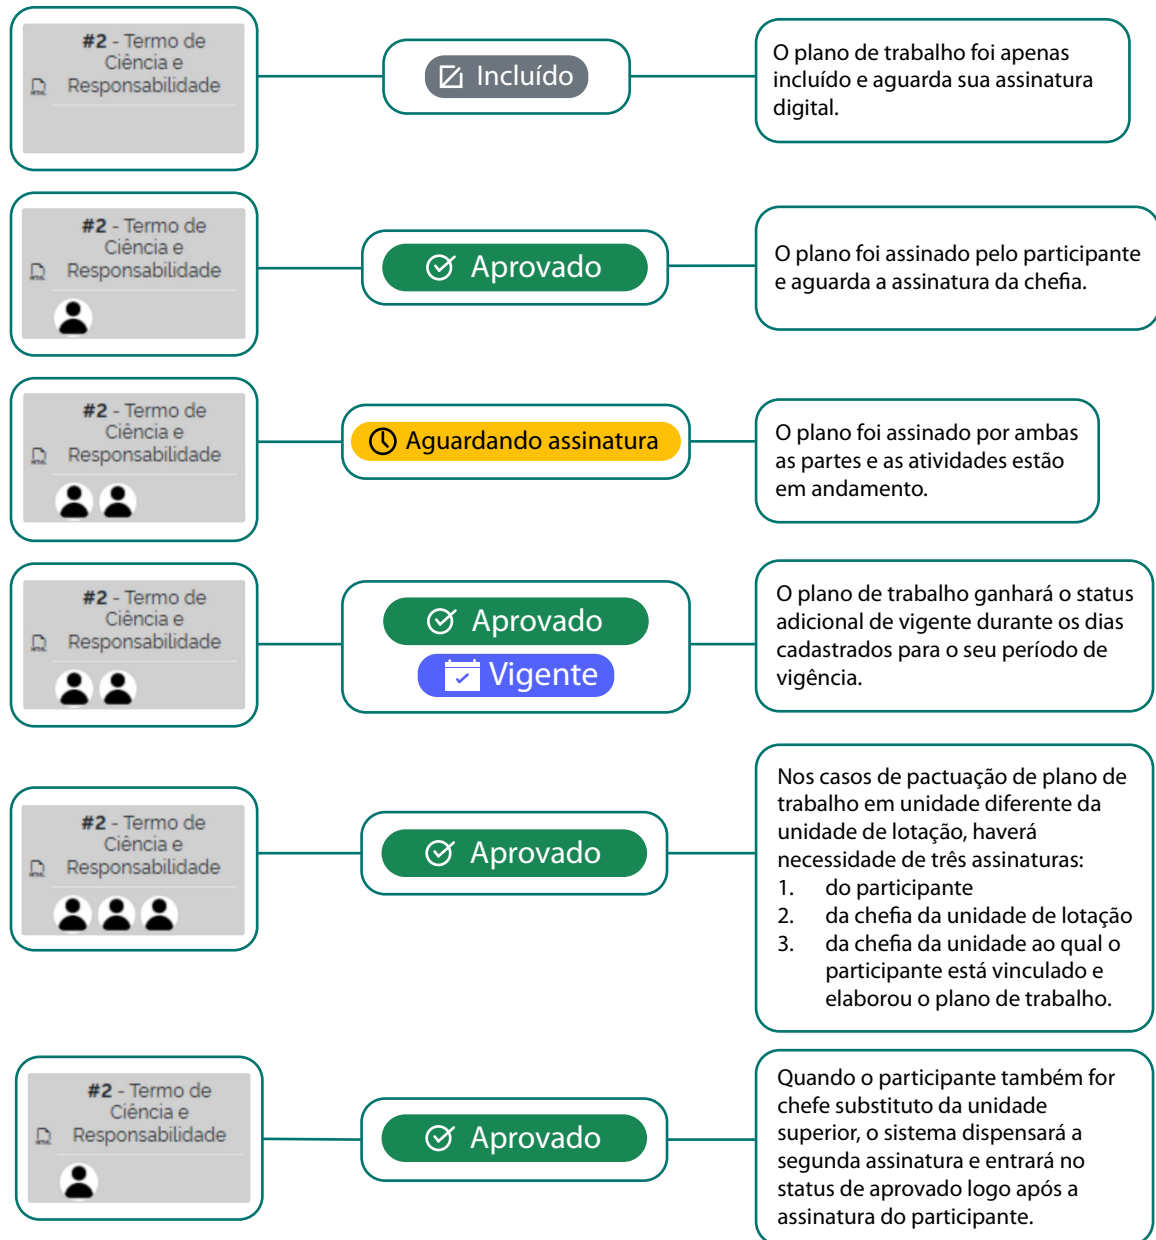 #2 - Termo de
Ciência e
Responsabilidade
Incluído
O plano de trabalho foi apenas
incluído e aguarda sua assinatura
digital.
#2 - Termo de
Ciência e
Responsabilidade
Aprovado
O plano foi assinado pelo participante
e aguarda a assinatura da chefia.
#2 - Termo de
Ciência e
Responsabilidade
Aguardando assinatura
O plano foi assinado por ambas
as partes e as atividades estão
em andamento.
#2 - Termo de
Ciência e
Responsabilidade
Aprovado
Vigente
O plano de trabalho ganhará o status
adicional de vigente durante os dias
cadastrados para o seu período de
vigência.
#2 - Termo de
Ciência e
Responsabilidade
Aprovado
Nos casos de pactuação de plano de
trabalho em unidade diferente da
unidade de lotação, haverá
necessidade de três assinaturas:
1. do participante
2. da chefia da unidade de lotação
3. da chefia da unidade ao qual o
participante está vinculado e
elaborou o plano de trabalho.
#2 - Termo de
Ciência e
Responsabilidade
Aprovado
Quando o participante também for
chefe substituto da unidade
superior, o sistema dispensará a
segunda assinatura e entrará no
status de aprovado logo após a
assinatura do participante.